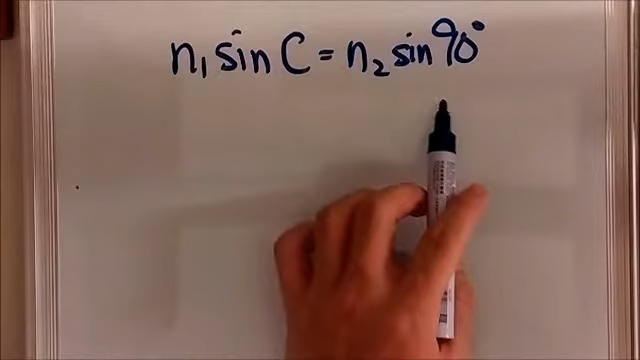 n₁ sin C = n₂ sin 90°